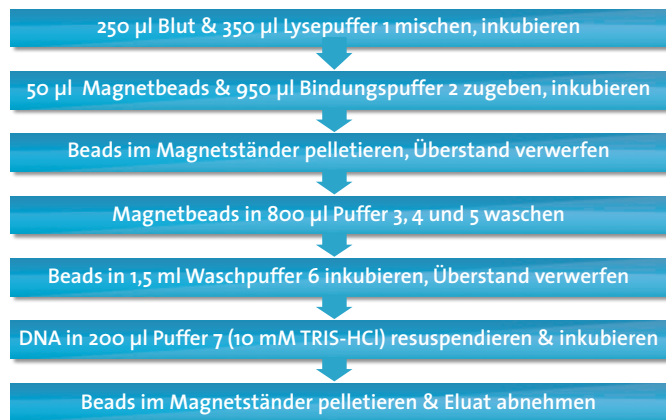 250 µl Blut & 350 µl Lysepuffer 1 mischen, inkubieren
50 µl Magnetbeads & 950 µl Bindungspuffer 2 zugeben, inkubieren
Beads im Magnetständer pelletieren, Überstand verwerfen
Magnetbeads in 800 µl Puffer 3, 4 und 5 waschen
Beads in 1,5 ml Waschpuffer 6 inkubieren, Überstand verwerfen
DNA in 200 µl Puffer 7 (10 mM TRIS-HCl) resuspendieren & inkubieren
Beads im Magnetständer pelletieren & Eluat abnehmen